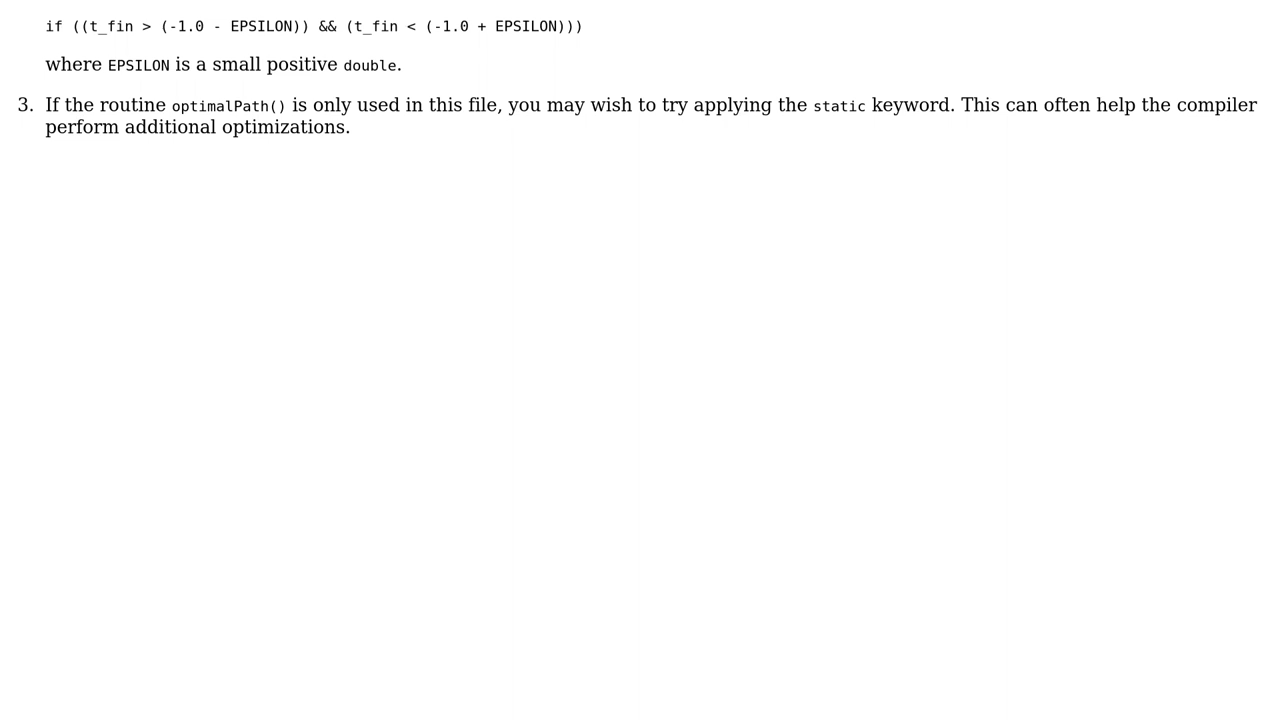 if ((t_fin > (-1.0 - EPSILON)) && (t_fin < (-1.0 + EPSILON)))
where EPSILON is a small positive double.
3. If the routine optimalPath() is only used in this file, you may wish to try applying the static keyword. This can often help the compiler
perform additional optimizations.